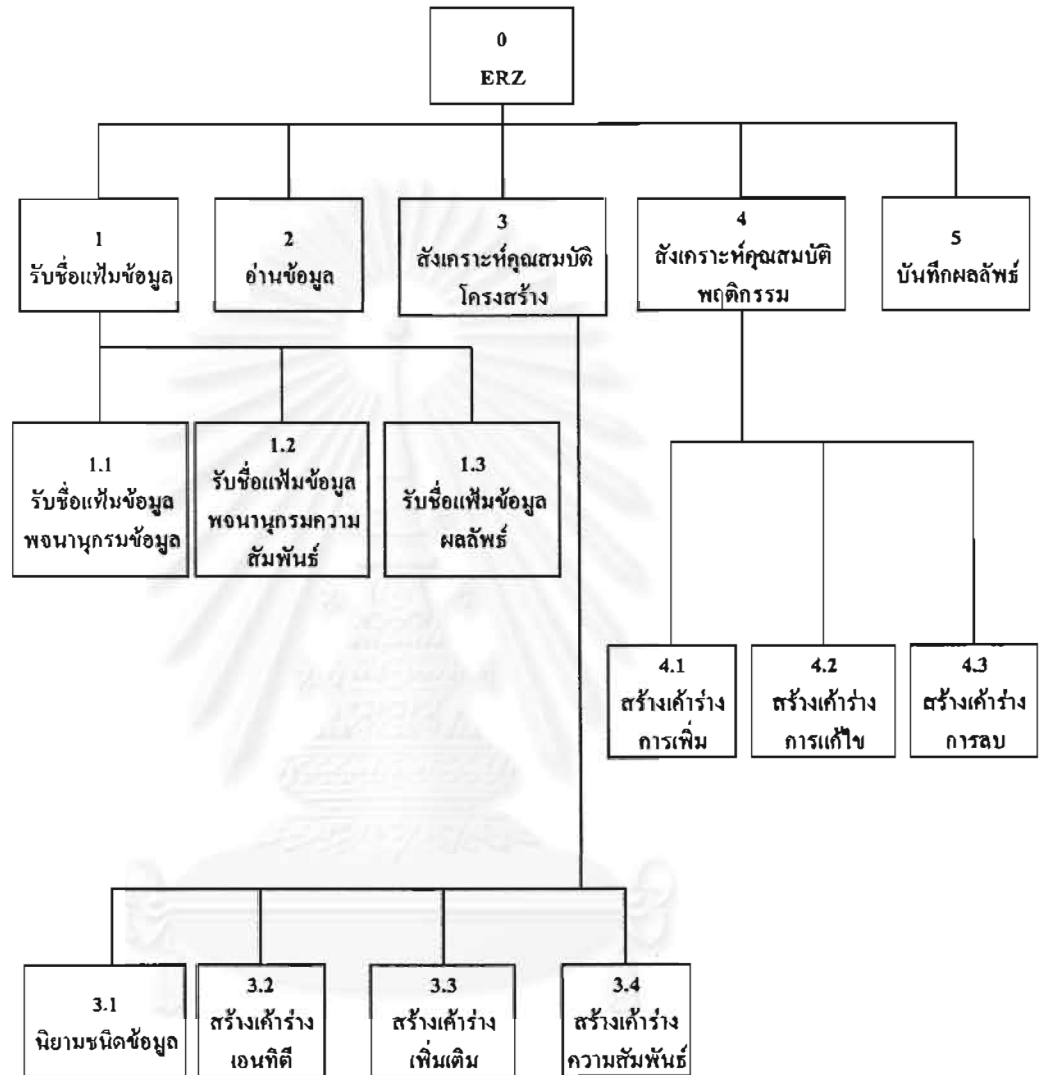 0
ERZ
1
รับชื่อแฟ้มข้อมูล
2
อ่านข้อมูล
3
สังเคราะห์คุณสมบัติ
โครงสร้าง
4
สังเคราะห์คุณสมบัติ
พฤติกรรม
5
บันทึกผลลัพธ์
1.1
รับชื่อแฟ้มข้อมูล
พจนานุกรมข้อมูล
1.2
รับชื่อแฟ้มข้อมูล
พจนานุกรมความ
สัมพันธ์
1.3
รับชื่อแฟ้มข้อมูล
ผลลัพธ์
4.1
สร้างเค้าร่าง
การเพิ่ม
4.2
สร้างเค้าร่าง
การแก้ไข
4.3
สร้างเค้าร่าง
การลบ
3.1
นิยามชนิดข้อมูล
3.2
สร้างเค้าร่าง
เอนทิตี
3.3
สร้างเค้าร่าง
เพิ่มเติม
3.4
สร้างเค้าร่าง
ความสัมพันธ์